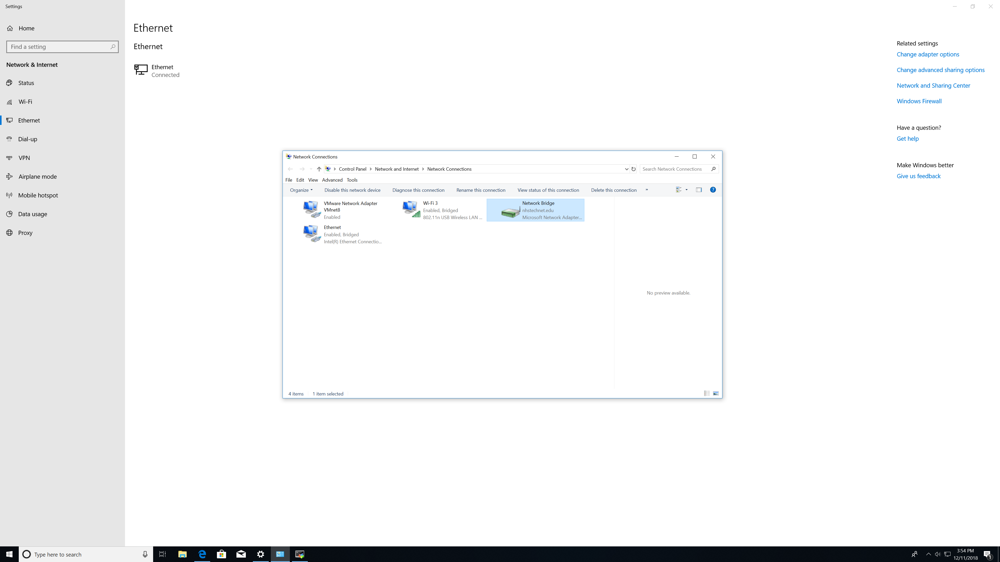 Settings
Home
Find a setting
Network & Internet
Status
Wi-Fi
Ethernet
Dial-up
VPN
Airplane mode
Mobile hotspot
Data usage
Proxy
Ethernet
Ethernet
Ethernet
Connected
Related settings
Change adapter options
Change advanced sharing options
Network and Sharing Center
Windows Firewall
Have a question?
Get help
Make Windows better
Give us feedback
Network Connections
Control Panel > Network and Internet > Network Connections
Search Network Connections
File Edit View Advanced Tools
Organize Disable this network device Diagnose this connection Rename this connection View status of this connection Delete this connection »
VMware Network Adapter
VMnet8
Enabled
Wi-Fi 3
Enabled, Bridged
802.11n USB Wireless LAN ...
Network Bridge
nhstechnet.edu
Microsoft Network Adapter...
Ethernet
Enabled, Bridged
Intel(R) Ethernet Connectio...
No preview available.
4 items 1 item selected
Type here to search
3:54 PM
12/11/2018
1